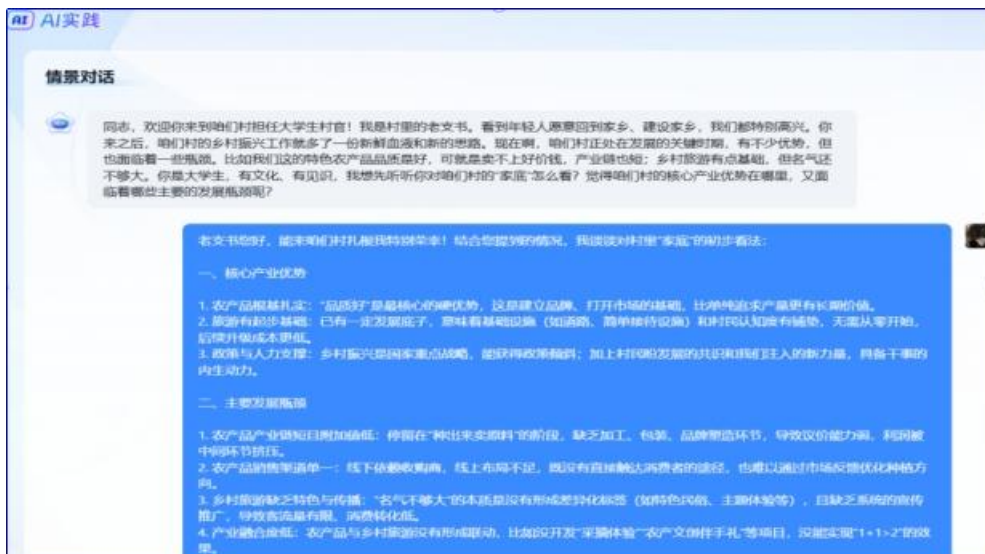 AI AI实践
情景对话
同志，欢迎你来到咱们村担任大学生村官！我是村里的老支书。看到年轻人愿意回到家乡、建设家乡，我们都特别高兴。你
来之后，咱们村的乡村振兴工作就多了一份新鲜血液和新的思路。现在啊，咱们村正处在发展的关键时期，有不少优势，但
也面临着一些瓶颈。比如我们这的特色农产品品质是好，可就是卖不上好价钱，产业链也短；乡村旅游有点基础，但名气还
不够大。你是大学生，有文化、有见识，我想先听听你对咱们村的“家底”怎么看？觉得咱们村的核心产业优势在哪里，又面
临着哪些主要的发展瓶颈呢？
老支书您好，能来咱们村扎根我特别荣幸！结合您提到的情况，我谈谈对村里“家底”的初步看法：
一、核心产业优势
1. 农产品根基扎实：“品质好”是最核心的硬优势，这是建立品牌、打开市场的基础，比单纯追求产量更有长期价值。
2. 旅游有起步基础：已有一定发展底子，意味着基础设施（如道路、简单接待设施）和村民认知度有铺垫，无需从零开始，
后续升级成本更低。
3. 政策与人力支撑：乡村振兴是国家重点战略，能获得政策倾斜；加上村民盼发展的共识和我们注入的新力量，具备干事的
内生动力。
二、主要发展瓶颈
1. 农产品产业链短且附加值低：停留在“种出来卖原料”的阶段，缺乏加工、包装、品牌塑造环节，导致议价能力弱，利润被
中间环节挤压。
2. 农产品销售渠道单一：线下依赖收购商，线上布局不足，既没有直接触达消费者的途径，也难以通过市场反馈优化种植方
向。
3. 乡村旅游缺乏特色与传播：“名气不够大”的本质是没有形成差异化标签（如特色民俗、主题体验等），且缺乏系统的宣传
推广，导致客流量有限，消费转化低。
4. 产业融合度低：农产品与乡村旅游没有形成联动，比如没开发“采摘体验”“农产文创伴手礼”等项目，没能实现“1+1>2”的效
果。